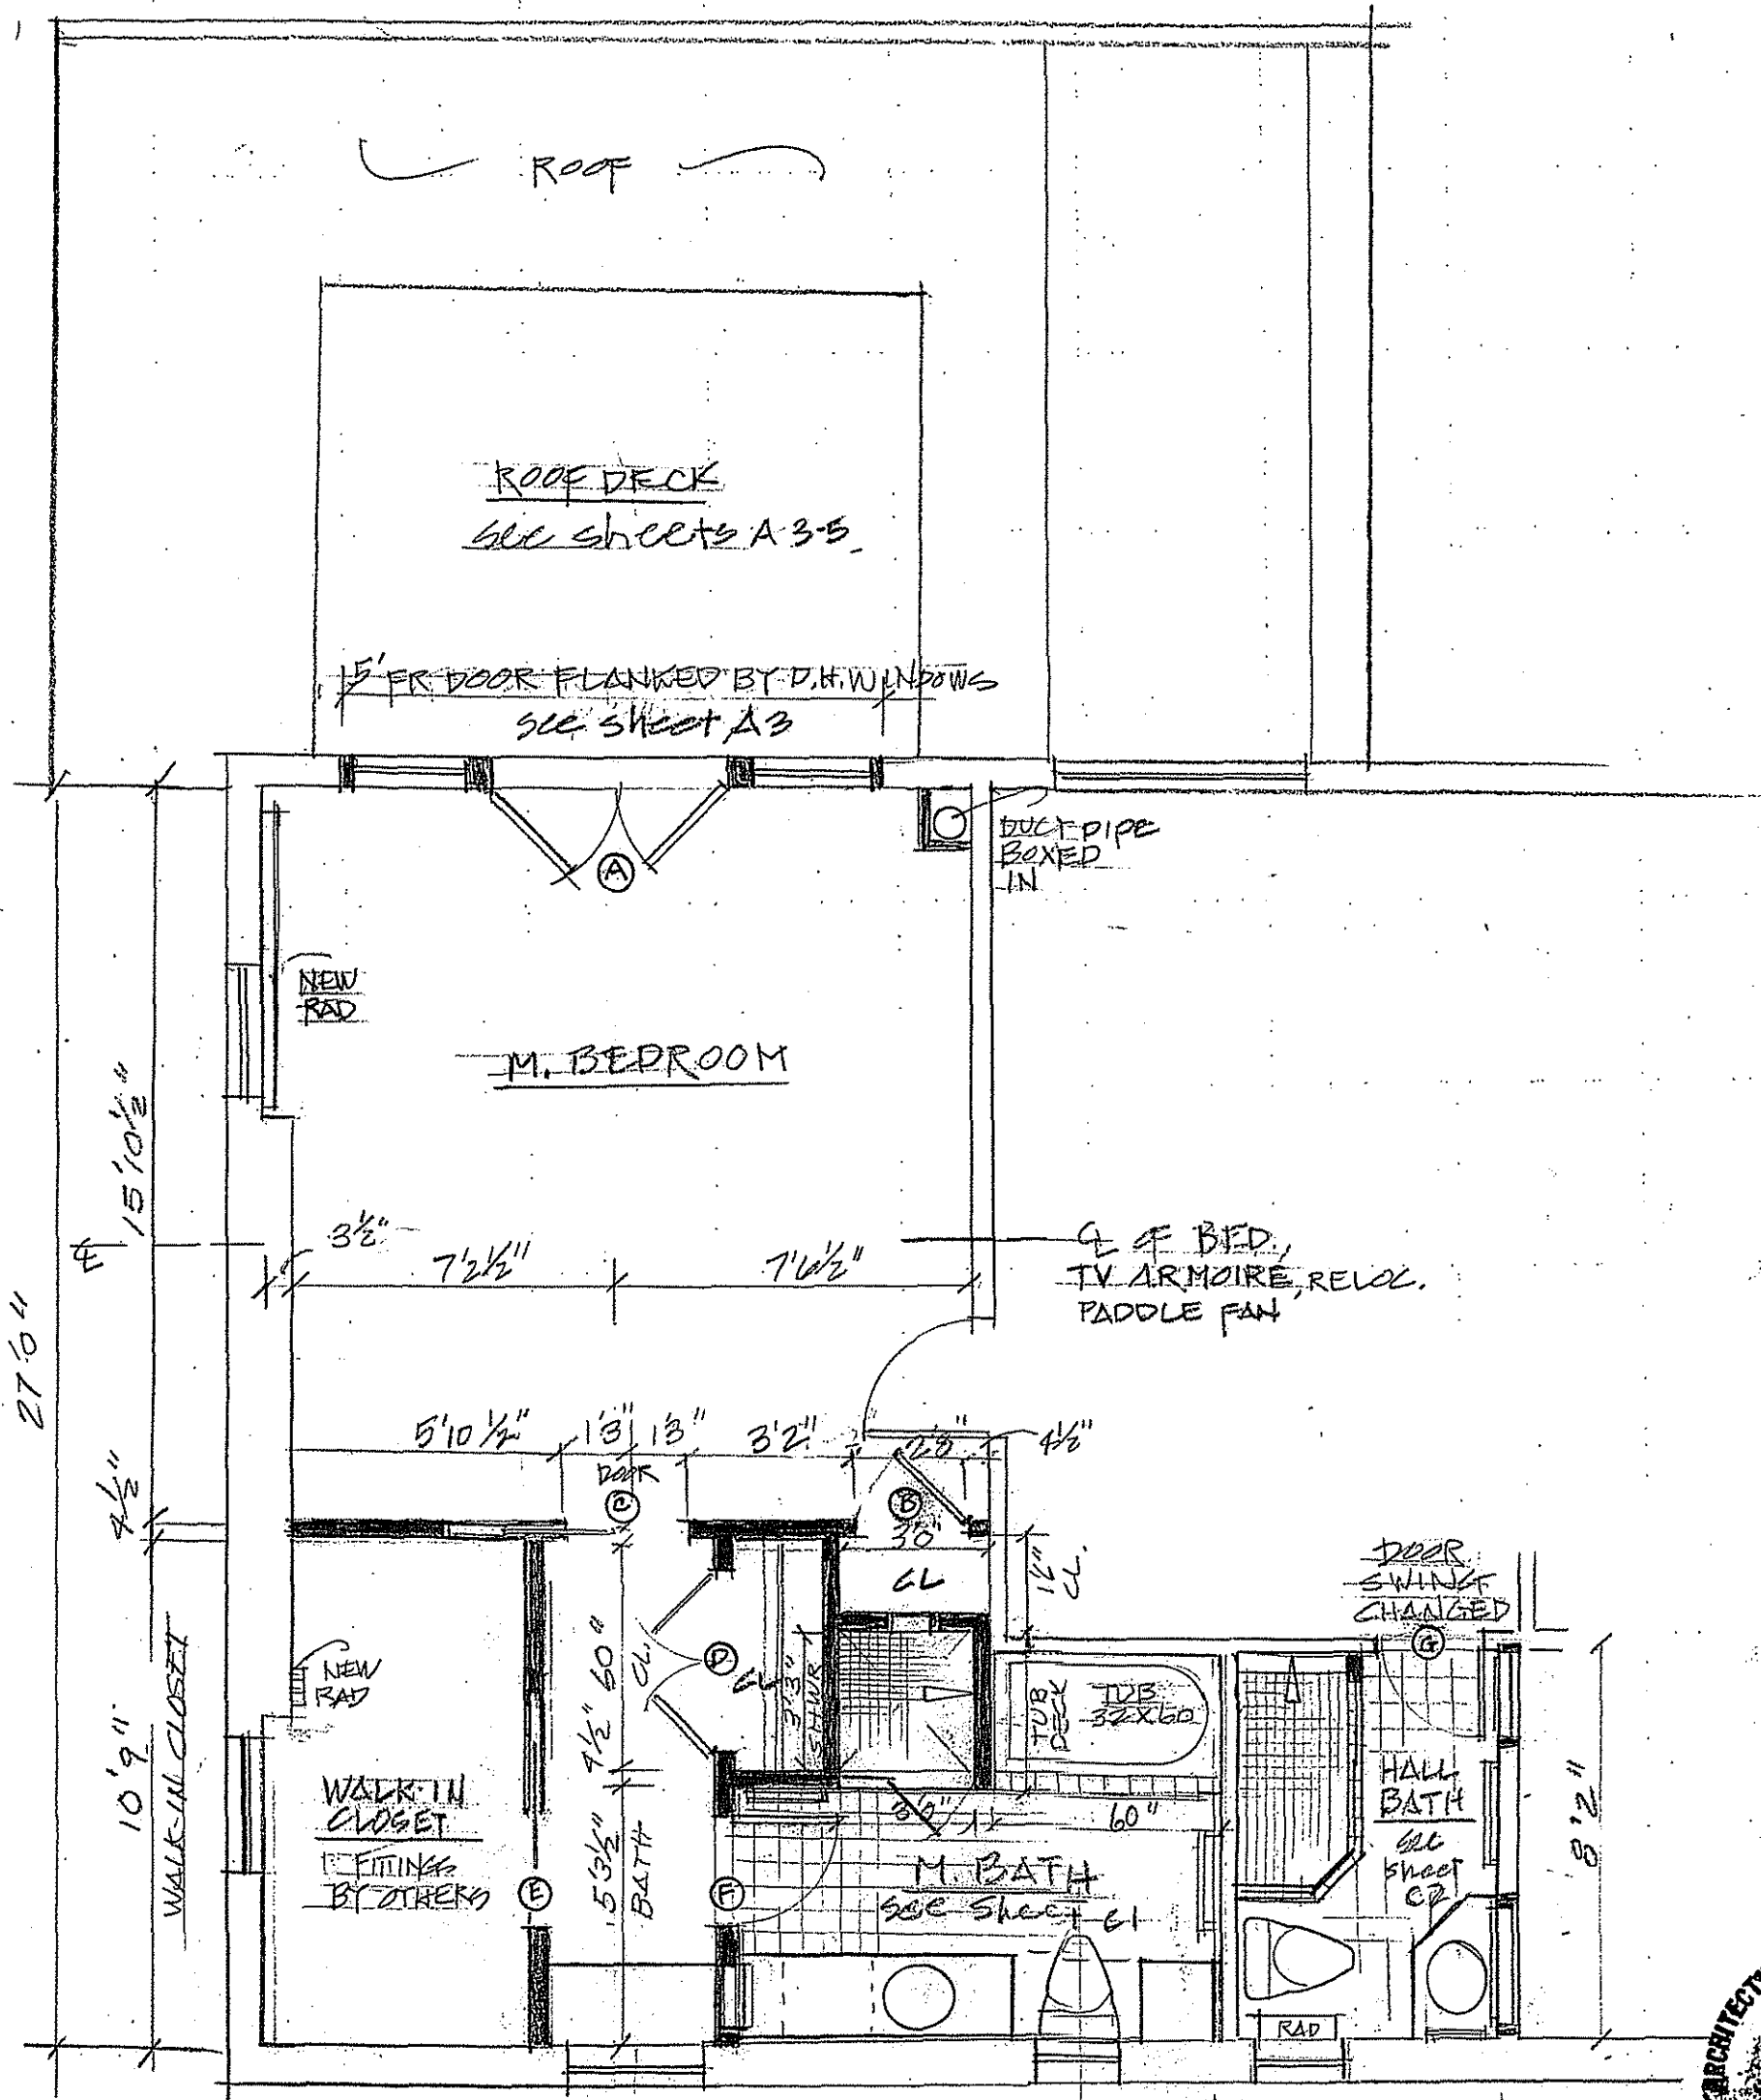 ROOF
ROOF DECK
see sheets A 3-5
5' FR DOOR FLANKED BY D.H. WINDOWS
see sheet A3
DUCT PIPE
BOXED
IN
A
NEW
RAD
M. BEDROOM
15'10½"
27'6"
3½"
7'2½"
7'6½"
℄
℄ OF BED,
TV ARMOIRE, RELOC.
PADDLE FAN
5'10½"
1'3"
1'3"
3'2"
2'8"
4½"
4½"
DOOR
C
B
3'0"
CL
CL.
DOOR
SWING
CHANGED
G
10'9"
WALK-IN CLOSET
NEW
RAD
60"
CL.
D
CL
3'3"
SHWR
TUB
DECK
TUB
32X60
4½"
WALK-IN
CLOSET
FITTINGS
BY OTHERS
5'3½"
BATH
E
F
60"
M BATH
see sheet C1
HALL
BATH
see
sheet
C2
8'2"
RAD
ARCHITECT